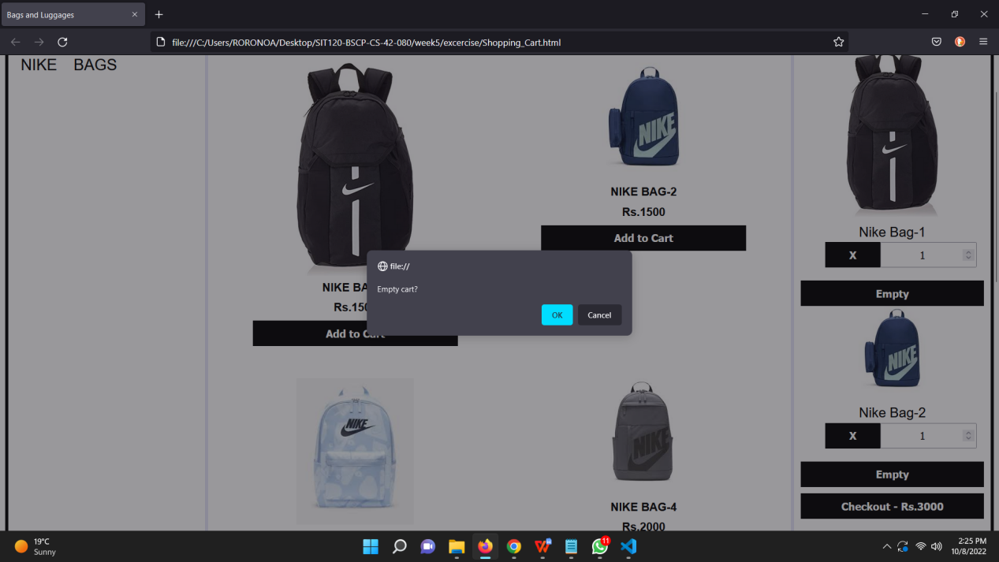 Bags and Luggages
file:///C:/Users/RORONOA/Desktop/SIT120-BSCP-CS-42-080/week5/excercise/Shopping_Cart.html
NIKE BAGS
NIKE
NIKE BAG-2
Rs.1500
Add to Cart
file://
Empty cart?
OK
Cancel
NIKE BA
Rs.150
Add to Cart
NIKE
NIKE
NIKE BAG-4
Rs.2000
Nike Bag-1
X 1
Empty
NIKE
Nike Bag-2
X 1
Empty
Checkout - Rs.3000
19°C
Sunny
11
2:25 PM
10/8/2022